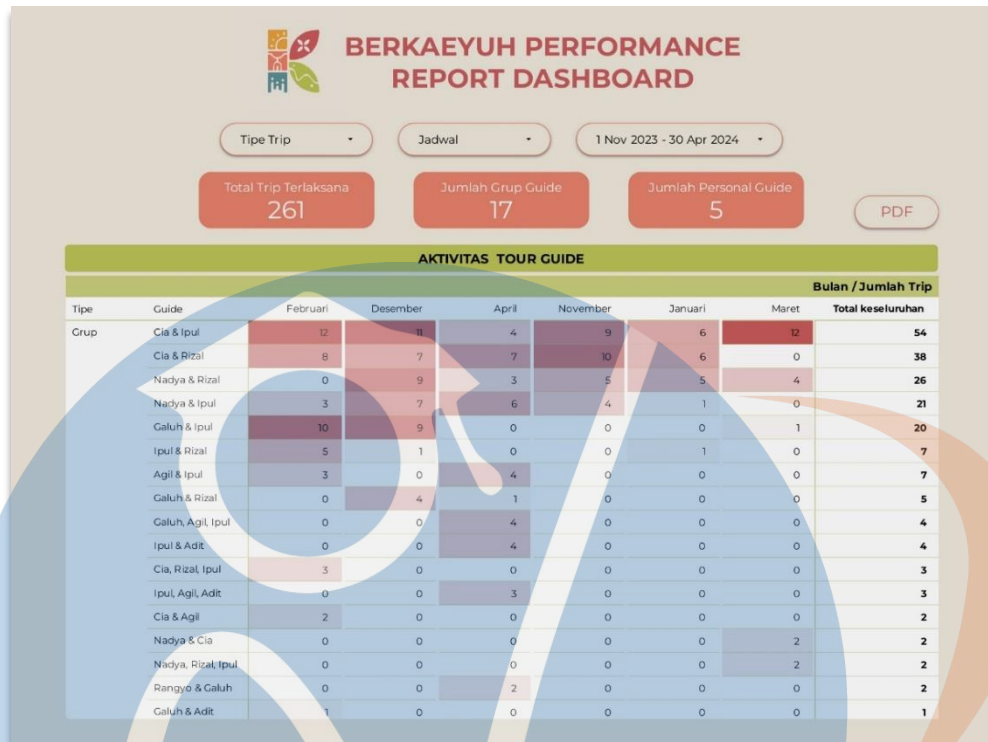 BERKAEYUH PERFORMANCE
REPORT DASHBOARD
Tipe Trip
Jadwal
1 Nov 2023 - 30 Apr 2024
Total Trip Terlaksana
261
Jumlah Grup Guide
17
Jumlah Personal Guide
5
PDF
AKTIVITAS TOUR GUIDE
Bulan / Jumlah Trip
Tipe Guide Februari Desember April November Januari Maret Total keseluruhan
Grup Cia & Ipul 12 11 4 9 6 12 54
Cia & Rizal 8 7 7 10 6 0 38
Nadya & Rizal 0 9 3 5 5 4 26
Nadya & Ipul 3 7 6 4 1 0 21
Galuh & Ipul 10 9 0 0 0 1 20
Ipul & Rizal 5 1 0 0 1 0 7
Agil & Ipul 3 0 4 0 0 0 7
Galuh & Rizal 0 4 1 0 0 0 5
Galuh, Agil, Ipul 0 0 4 0 0 0 4
Ipul & Adit 0 0 4 0 0 0 4
Cia, Rizal, Ipul 3 0 0 0 0 0 3
Ipul, Agil, Adit 0 0 3 0 0 0 3
Cia & Agil 2 0 0 0 0 0 2
Nadya & Cia 0 0 0 0 0 2 2
Nadya, Rizal, Ipul 0 0 0 0 0 2 2
Rangyo & Galuh 0 0 2 0 0 0 2
Galuh & Adit 1 0 0 0 0 0 1